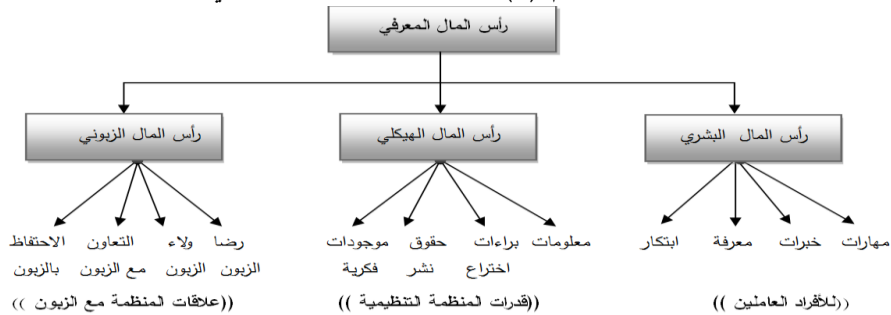 رأس المال المعرفي
رأس المال البشري
رأس المال الهيكلي
رأس المال الزبوني
مهارات خبرات معرفة ابتكار
((للأفراد العاملين))
معلومات براءات حقوق موجودات
اختراع نشر فكرية
((قدرات المنظمة التنظيمية))
رضا ولاء التعاون الاحتفاظ
الزبون الزبون مع الزبون بالزبون
((علاقات المنظمة مع الزبون))